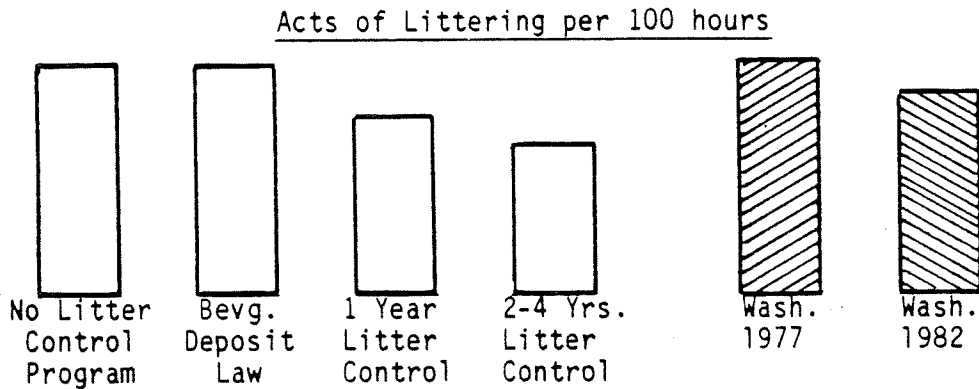 Acts of Littering per 100 hours
No Litter
Control
Program
Bevg.
Deposit
Law
1 Year
Litter
Control
2-4 Yrs.
Litter
Control
Wash.
1977
Wash.
1982